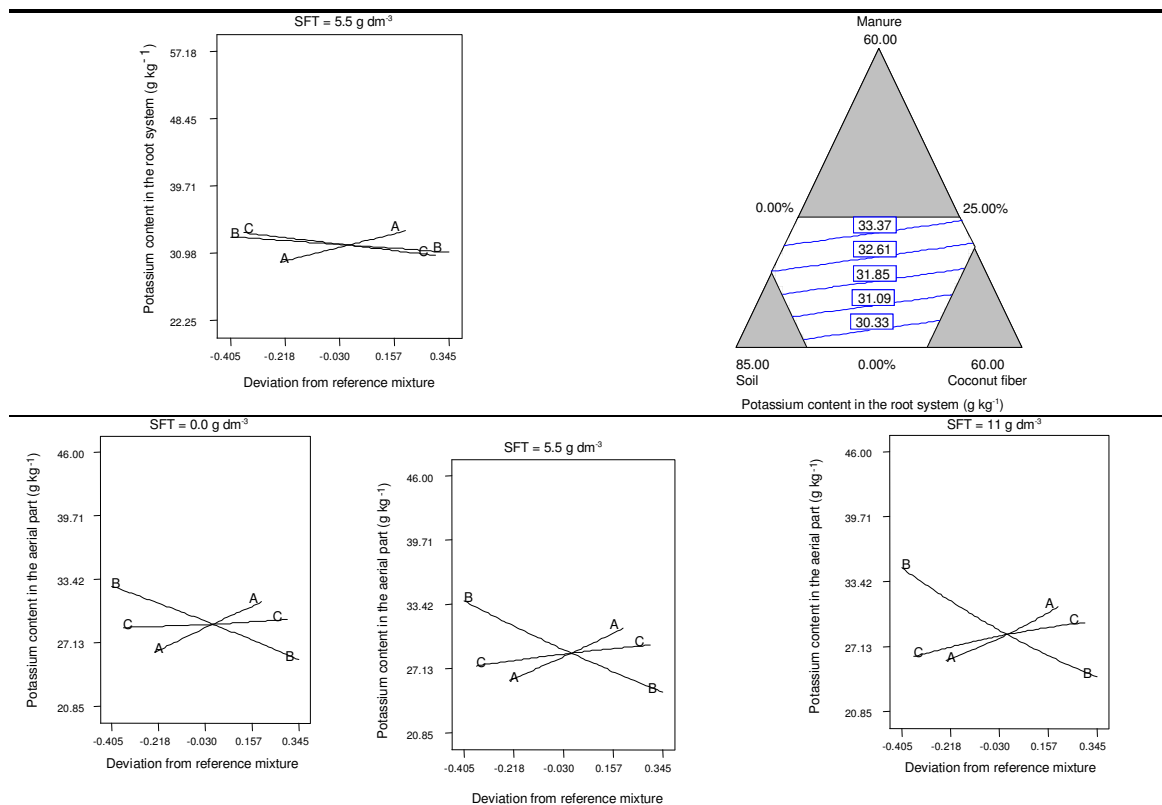 SFT = 5.5 g dm-3
Potassium content in the root system (g kg-1)
57.18
48.45
39.71
30.98
22.25
B
C
A
A
C
B
-0.405 -0.218 -0.030 0.157 0.345
Deviation from reference mixture
Manure
60.00
0.00% 25.00%
33.37
32.61
31.85
31.09
30.33
85.00 0.00% 60.00
Soil Coconut fiber
Potassium content in the root system (g kg-1)
SFT = 0.0 g dm-3
Potassium content in the aerial part (g kg-1)
46.00
39.71
33.42
27.13
20.85
B
A
C
C
A
B
-0.405 -0.218 -0.030 0.157 0.345
Deviation from reference mixture
SFT = 5.5 g dm-3
Potassium content in the aerial part (g kg-1)
46.00
39.71
33.42
27.13
20.85
B
A
C
C
A
B
-0.405 -0.218 -0.030 0.157 0.345
Deviation from reference mixture
SFT = 11 g dm-3
Potassium content in the aerial part (g kg-1)
46.00
39.71
33.42
27.13
20.85
B
A
C
C
A
B
-0.405 -0.218 -0.030 0.157 0.345
Deviation from reference mixture